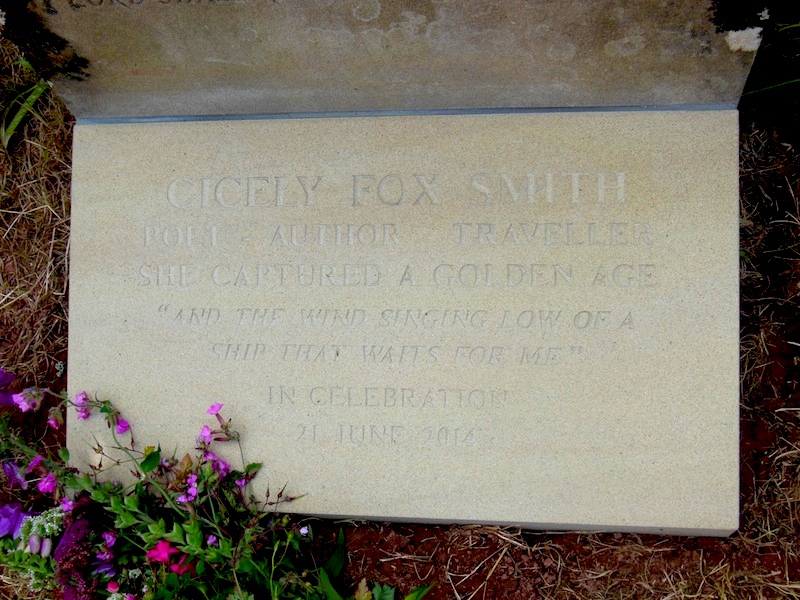 CICELY FOX SMITH
POET - AUTHOR - TRAVELLER
SHE CAPTURED A GOLDEN AGE
"AND THE WIND SINGING LOW OF A
SHIP THAT WAITS FOR ME"
IN CELEBRATION
21 JUNE 2014